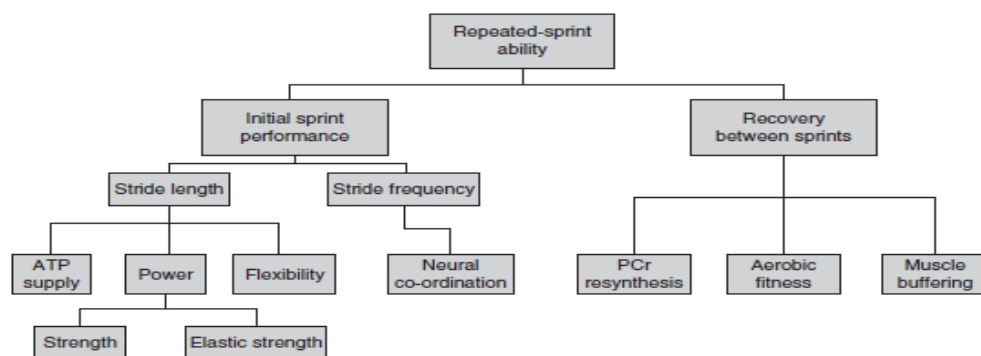 Repeated-sprint
ability
Initial sprint
performance
Recovery
between sprints
Stride length
Stride frequency
ATP
supply
Power
Flexibility
Neural
co-ordination
PCr
resynthesis
Aerobic
fitness
Muscle
buffering
Strength
Elastic strength